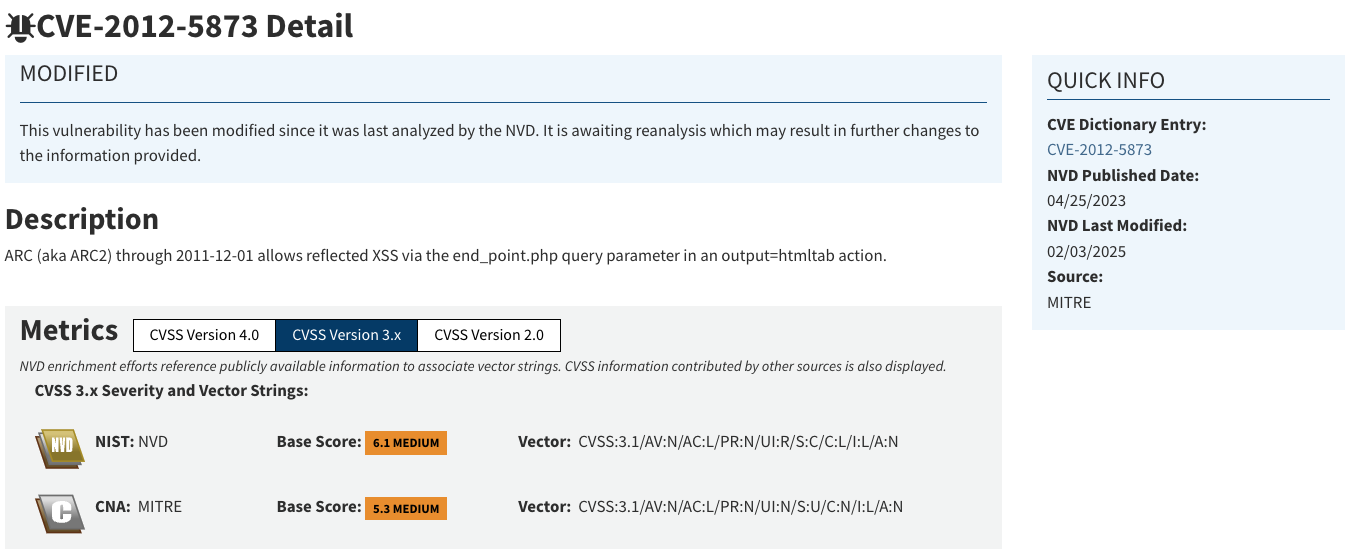 CVE-2012-5873 Detail
MODIFIED
This vulnerability has been modified since it was last analyzed by the NVD. It is awaiting reanalysis which may result in further changes to
the information provided.
Description
ARC (aka ARC2) through 2011-12-01 allows reflected XSS via the end_point.php query parameter in an output=htmltab action.
Metrics CVSS Version 4.0 CVSS Version 3.x CVSS Version 2.0
NVD enrichment efforts reference publicly available information to associate vector strings. CVSS information contributed by other sources is also displayed.
CVSS 3.x Severity and Vector Strings:
NVD NIST: NVD Base Score: 6.1 MEDIUM Vector: CVSS:3.1/AV:N/AC:L/PR:N/UI:R/S:C/C:L/I:L/A:N
C CNA: MITRE Base Score: 5.3 MEDIUM Vector: CVSS:3.1/AV:N/AC:L/PR:N/UI:N/S:U/C:N/I:L/A:N
QUICK INFO
CVE Dictionary Entry:
CVE-2012-5873
NVD Published Date:
04/25/2023
NVD Last Modified:
02/03/2025
Source:
MITRE